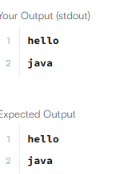 Your Output (stdout)
1 hello
2 java
Expected Output
1 hello
2 java